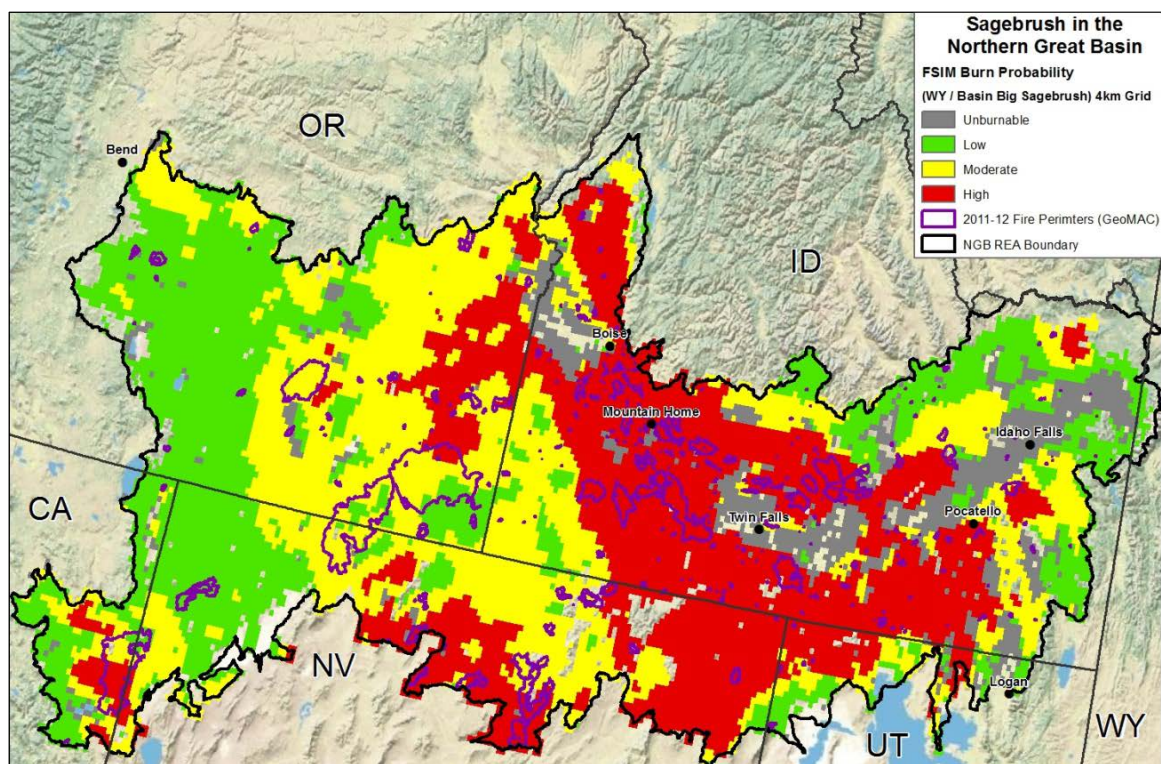 Sagebrush in the
Northern Great Basin
FSIM Burn Probability
(WY / Basin Big Sagebrush) 4km Grid
Unburnable
Low
Moderate
High
2011-12 Fire Perimters (GeoMAC)
NGB REA Boundary
OR
Bend
ID
Boise
Mountain Home
Idaho Falls
CA
Twin Falls
Pocatello
NV
Logan
WY
UT